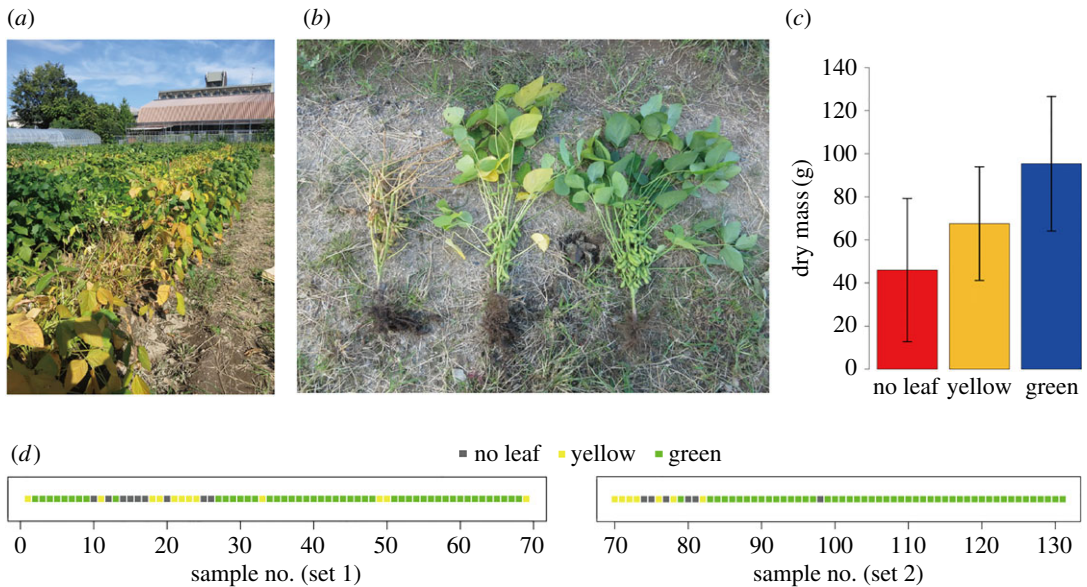 (a)
(b)
(c)
140
120
100
80
60
40
20
0
dry mass (g)
no leaf yellow green
(d)
no leaf yellow green
0 10 20 30 40 50 60 70
sample no. (set 1)
70 80 90 100 110 120 130
sample no. (set 2)